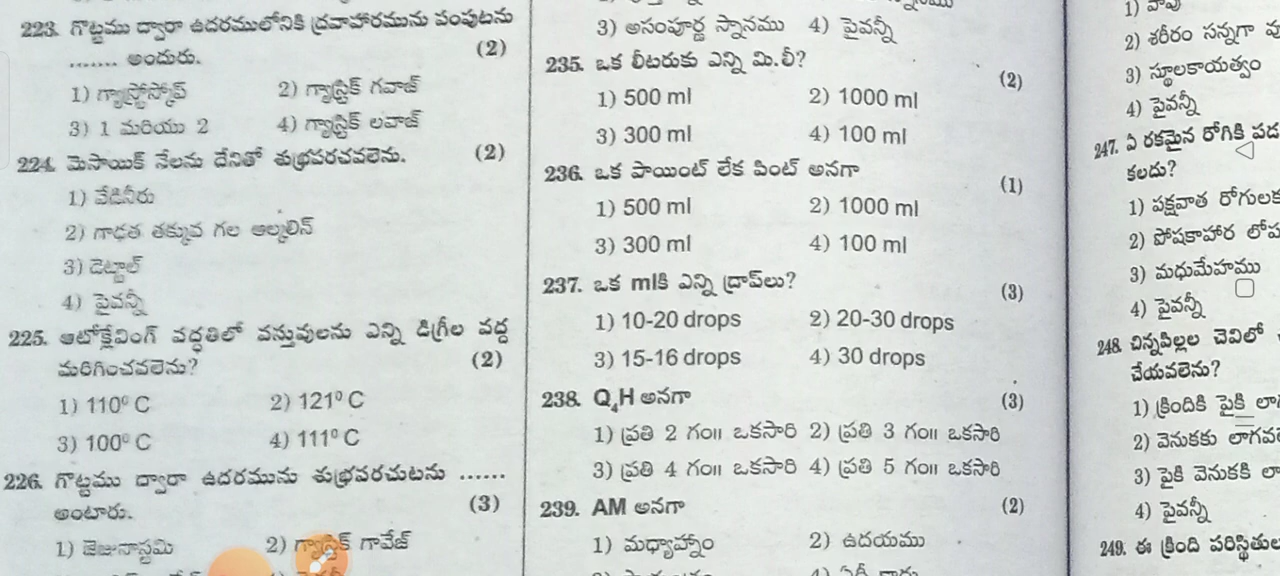 223. గొట్టము ద్వారా ఉదరములోనికి ద్రవాహారమును పంపుటను
....... అందురు. (2)
1) గ్యాస్ట్రోస్కోప్ 2) గ్యాస్ట్రిక్ గవాజ్
3) 1 మరియు 2 4) గ్యాస్ట్రిక్ లవాజ్
224. మొసాయిక్ నేలను దేనితో శుభ్రపరచవలెను. (2)
1) వేడినీరు
2) గాఢత తక్కువ గల ఆల్కలిన్
3) డెట్టాల్
4) పైవన్నీ
225. ఆటోక్లేవింగ్ పద్ధతిలో వస్తువులను ఎన్ని డిగ్రీల వద్ద
మరిగించవలెను? (2)
1) 110⁰ C 2) 121⁰ C
3) 100⁰ C 4) 111⁰ C
226. గొట్టము ద్వారా ఉదరమును శుభ్రపరచుటను ......
అంటారు. (3)
1) జెజునాస్టమి 2) గ్యాస్ట్రిక్ గావేజ్
3) అసంపూర్ణ స్నానము 4) పైవన్నీ
235. ఒక లీటరుకు ఎన్ని మి.లీ? (2)
1) 500 ml 2) 1000 ml
3) 300 ml 4) 100 ml
236. ఒక పాయింట్ లేక పింట్ అనగా (1)
1) 500 ml 2) 1000 ml
3) 300 ml 4) 100 ml
237. ఒక mlకి ఎన్ని డ్రాప్‌లు? (3)
1) 10-20 drops 2) 20-30 drops
3) 15-16 drops 4) 30 drops
238. Q₄H అనగా (3)
1) ప్రతి 2 గం॥ ఒకసారి 2) ప్రతి 3 గం॥ ఒకసారి
3) ప్రతి 4 గం॥ ఒకసారి 4) ప్రతి 5 గం॥ ఒకసారి
239. AM అనగా (2)
1) మధ్యాహ్నాం 2) ఉదయము
1)
2) శరీరం సన్నగా
3) స్థూలకాయత్వం
4) పైవన్నీ
247. ఏ రకమైన రోగికి పడ
కలదు?
1) పక్షవాత రోగులక
2) పోషకాహార లోప
3) మధుమేహము
4) పైవన్నీ
248. చిన్నపిల్లల చెవిలో
చేయవలెను?
1) క్రిందికి పైకి లా
2) వెనుకకు లాగవ
3) పైకి వెనుకకి లా
4) పైవన్నీ
249. ఈ క్రింది పరిస్థితుల